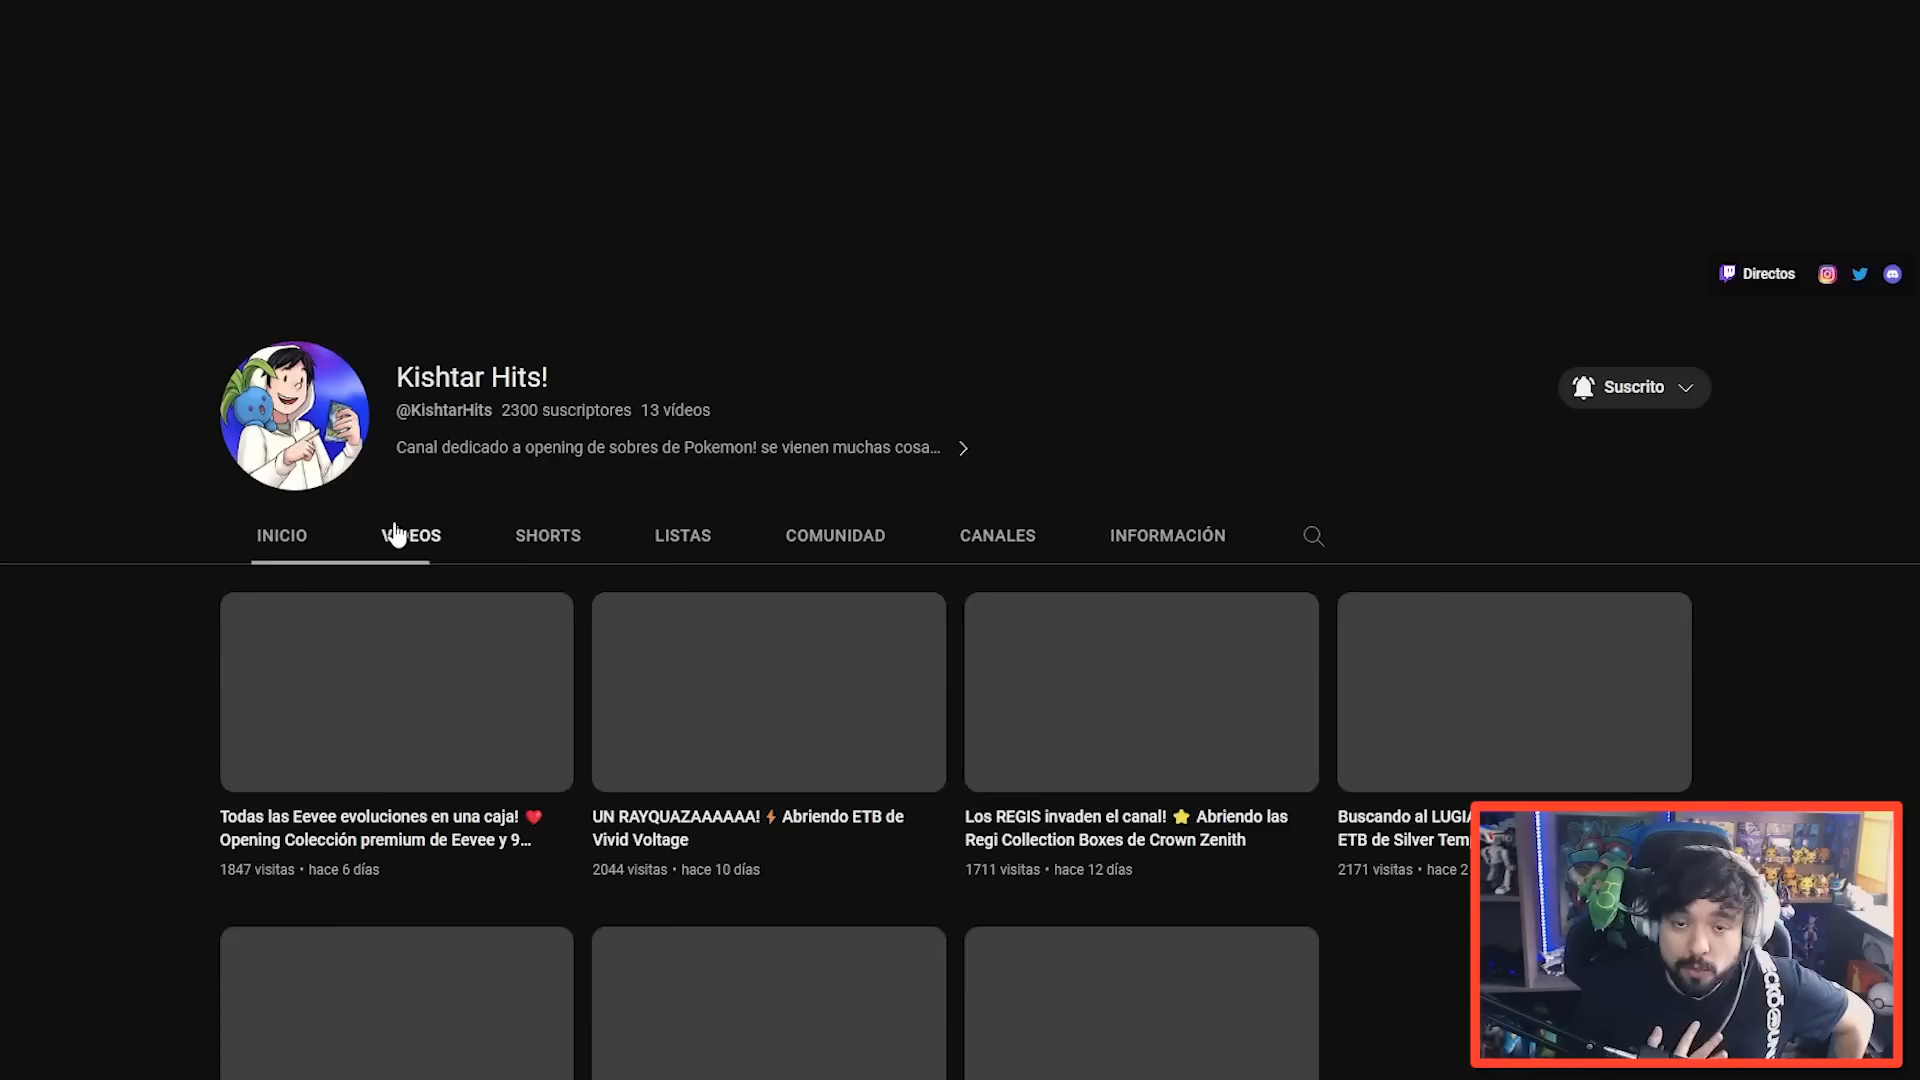 Directos
Kishtar Hits!
@KishtarHits 2300 suscriptores 13 vídeos
Canal dedicado a opening de sobres de Pokemon! se vienen muchas cosa...
Suscrito
INICIO
SHORTS
LISTAS
COMUNIDAD
CANALES
INFORMACIÓN
Todas las Eevee evoluciones en una caja! ❤️
Opening Colección premium de Eevee y 9...
1847 visitas • hace 6 días
UN RAYQUAZAAAAAA! ⚡ Abriendo ETB de
Vivid Voltage
2044 visitas • hace 10 días
Los REGIS invaden el canal! ⭐ Abriendo las
Regi Collection Boxes de Crown Zenith
1711 visitas • hace 12 días
Buscando al LUGIA
ETB de Silver Temp
2171 visitas • hace 2